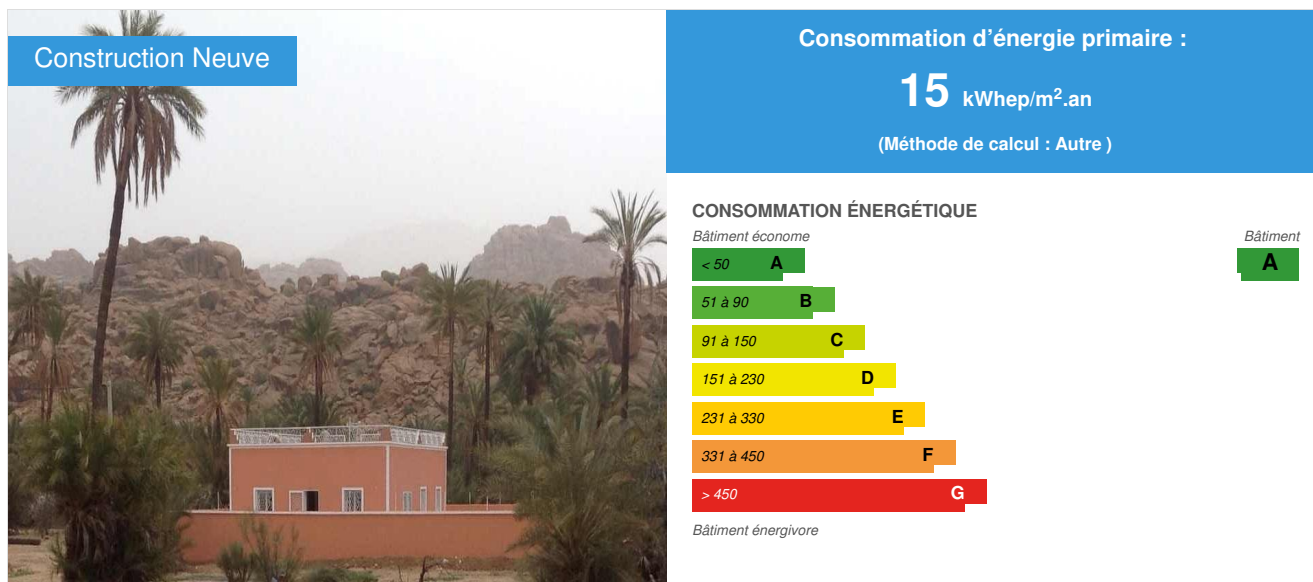 Construction Neuve
Consommation d'énergie primaire :
15 kWhep/m².an
(Méthode de calcul : Autre )
CONSOMMATION ÉNERGÉTIQUE
Bâtiment économe
Bâtiment
< 50 A
A
51 à 90 B
91 à 150 C
151 à 230 D
231 à 330 E
331 à 450 F
> 450 G
Bâtiment énergivore